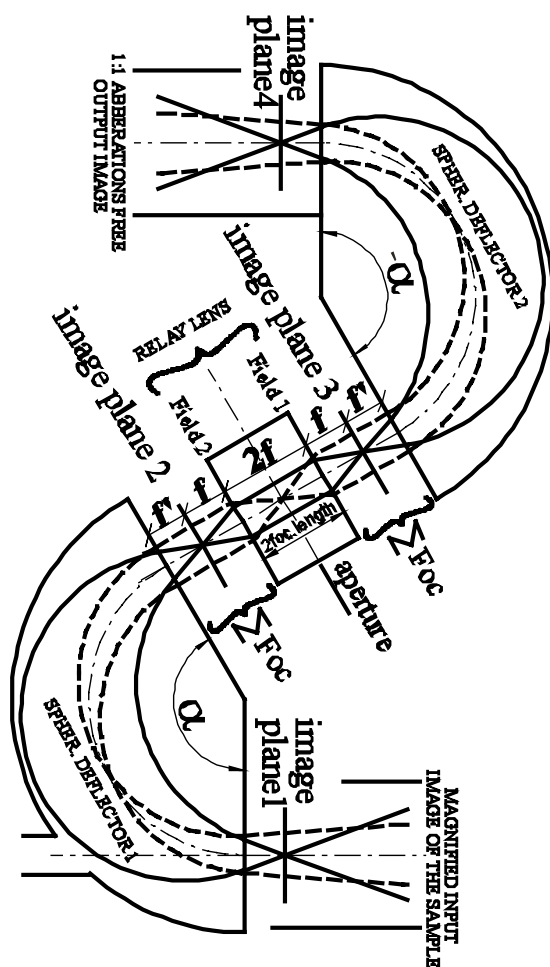 1:1 ABBERATIONS FREE
OUTPUT IMAGE
image
plane4
SPHER. DEFLECTOR 2
-α
image plane 3
RELAY LENS
Field 1
Field 2
image plane 2
f'
f
2f
f
f'
2foc. length
aperture
ΣFoc
ΣFoc
α
image
plane1
SPHER. DEFLECTOR 1
MAGNIFIED INPUT
IMAGE OF THE SAMPLE